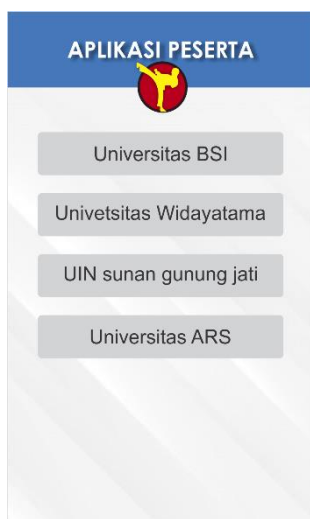 APLIKASI PESERTA
Universitas BSI
Univetsitas Widayatama
UIN sunan gunung jati
Universitas ARS